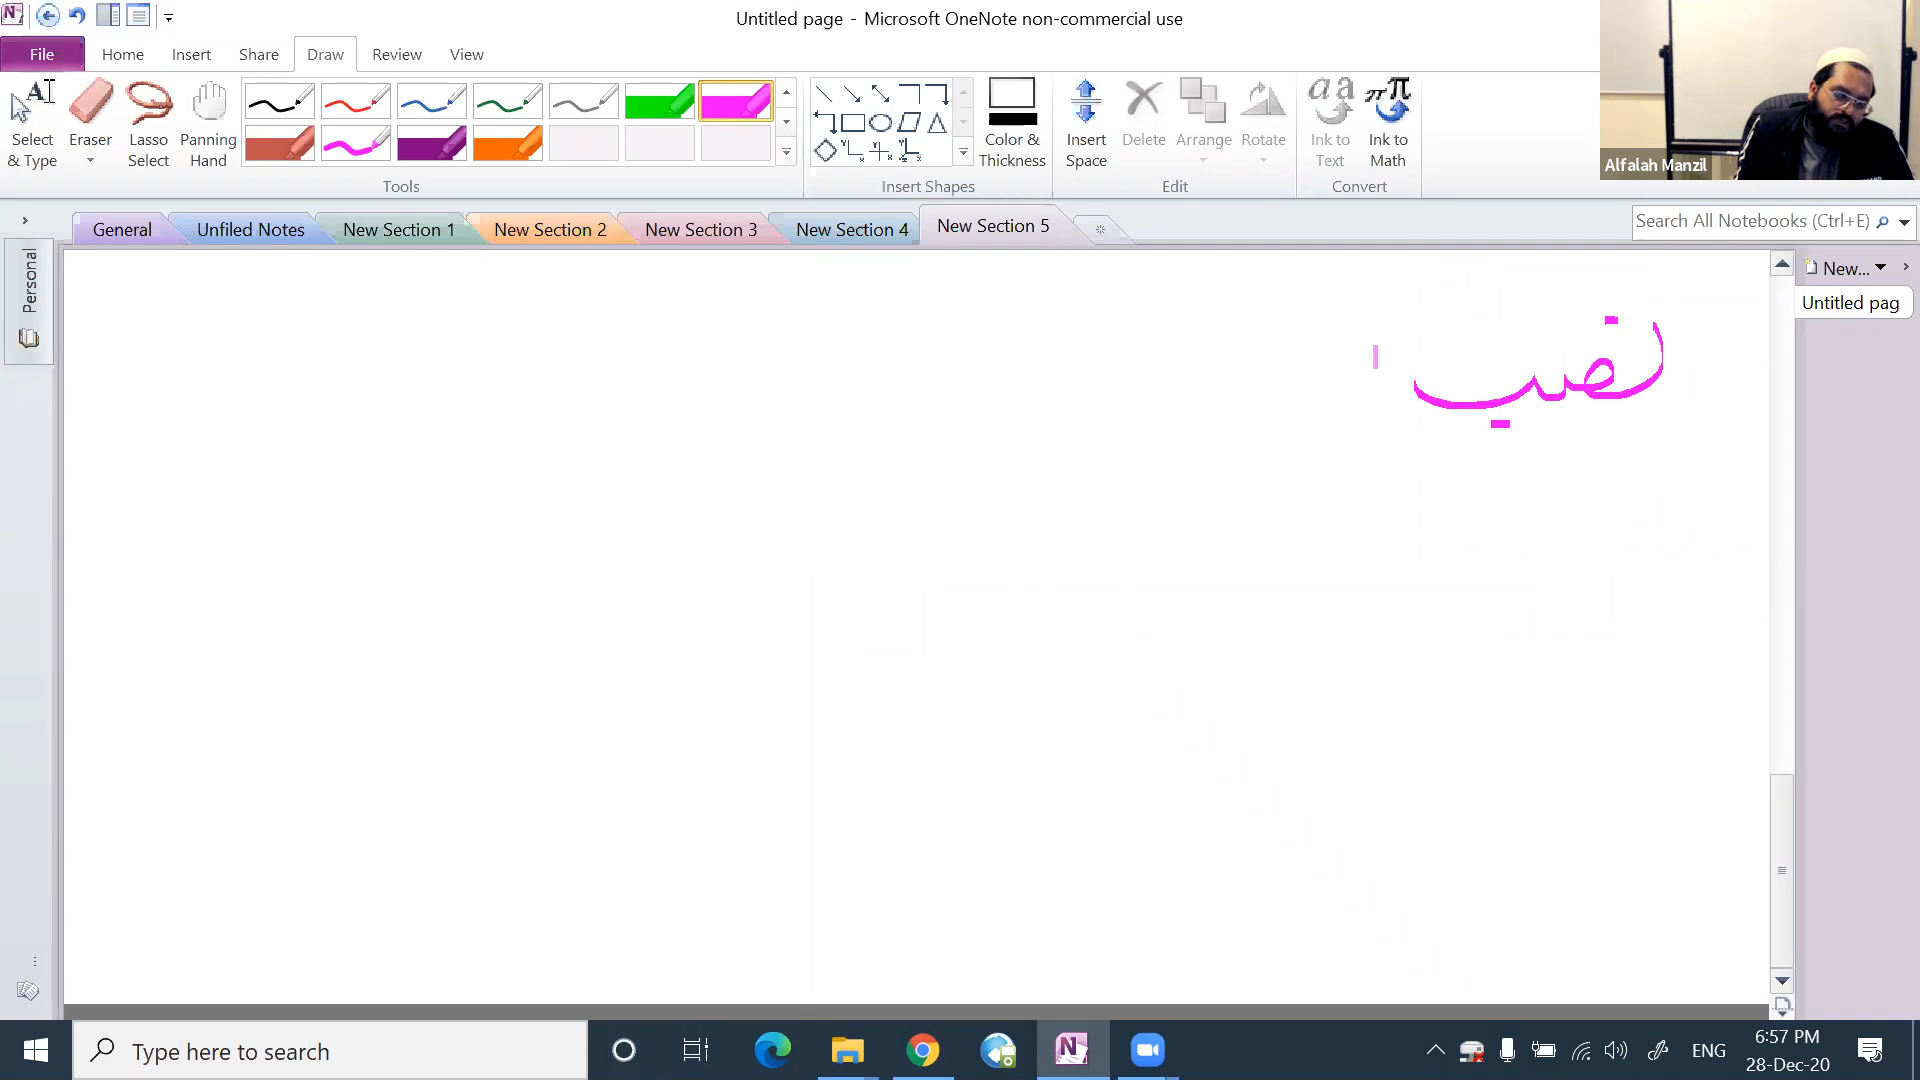 Untitled page - Microsoft OneNote non-commercial use
File Home Insert Share Draw Review View
Select & Type
Eraser
Lasso Select
Panning Hand
Color & Thickness
Insert Space
Delete
Arrange
Rotate
Ink to Text
Ink to Math
Tools
Insert Shapes
Edit
Convert
Alfalah Manzil
General Unfiled Notes New Section 1 New Section 2 New Section 3 New Section 4 New Section 5
Search All Notebooks (Ctrl+E)
Personal
New...
Untitled pag
Type here to search
ENG
6:57 PM
28-Dec-20